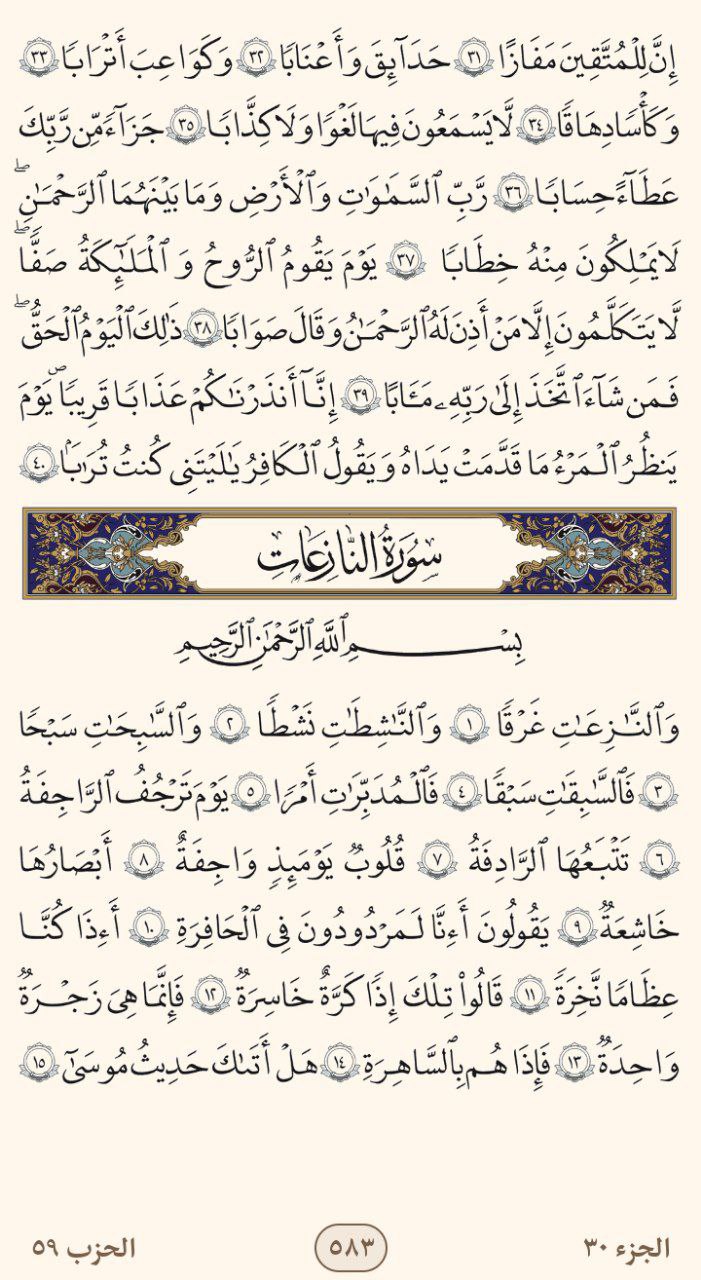 إِنَّ لِلْمُتَّقِينَ مَفَازًا ٣١ حَدَآئِقَ وَأَعْنَابًا ٣٢ وَكَوَاعِبَ أَتْرَابًا ٣٣
وَكَأْسًا دِهَاقًا ٣٤ لَّا يَسْمَعُونَ فِيهَا لَغْوًا وَلَا كِذَّابًا ٣٥ جَزَآءً مِّن رَّبِّكَ
عَطَآءً حِسَابًا ٣٦ رَّبِّ ٱلسَّمَٰوَٰتِ وَٱلْأَرْضِ وَمَا بَيْنَهُمَا ٱلرَّحْمَٰنِۖ
لَا يَمْلِكُونَ مِنْهُ خِطَابًا ٣٧ يَوْمَ يَقُومُ ٱلرُّوحُ وَٱلْمَلَٰٓئِكَةُ صَفًّاۖ
لَّا يَتَكَلَّمُونَ إِلَّا مَنْ أَذِنَ لَهُ ٱلرَّحْمَٰنُ وَقَالَ صَوَابًا ٣٨ ذَٰلِكَ ٱلْيَوْمُ ٱلْحَقُّۖ
فَمَن شَآءَ ٱتَّخَذَ إِلَىٰ رَبِّهِۦ مَـَٔابًا ٣٩ إِنَّآ أَنذَرْنَٰكُمْ عَذَابًا قَرِيبًا يَوْمَ
يَنظُرُ ٱلْمَرْءُ مَا قَدَّمَتْ يَدَاهُ وَيَقُولُ ٱلْكَافِرُ يَٰلَيْتَنِى كُنتُ تُرَٰبًۢا ٤٠
سُورَةُ النَّازِعَاتِ
بِسْمِ ٱللَّهِ ٱلرَّحْمَٰنِ ٱلرَّحِيمِ
وَٱلنَّٰزِعَٰتِ غَرْقًا ١ وَٱلنَّٰشِطَٰتِ نَشْطًا ٢ وَٱلسَّٰبِحَٰتِ سَبْحًا
٣ فَٱلسَّٰبِقَٰتِ سَبْقًا ٤ فَٱلْمُدَبِّرَٰتِ أَمْرًا ٥ يَوْمَ تَرْجُفُ ٱلرَّاجِفَةُ
٦ تَتْبَعُهَا ٱلرَّادِفَةُ ٧ قُلُوبٌ يَوْمَئِذٍ وَاجِفَةٌ ٨ أَبْصَٰرُهَا
خَٰشِعَةٌ ٩ يَقُولُونَ أَءِنَّا لَمَرْدُودُونَ فِى ٱلْحَافِرَةِ ١٠ أَءِذَا كُنَّا
عِظَٰمًا نَّخِرَةً ١١ قَالُوا۟ تِلْكَ إِذًا كَرَّةٌ خَاسِرَةٌ ١٢ فَإِنَّمَا هِىَ زَجْرَةٌ
وَٰحِدَةٌ ١٣ فَإِذَا هُم بِٱلسَّاهِرَةِ ١٤ هَلْ أَتَىٰكَ حَدِيثُ مُوسَىٰٓ ١٥
الجزء ٣٠ ٥٨٣ الحزب ٥٩